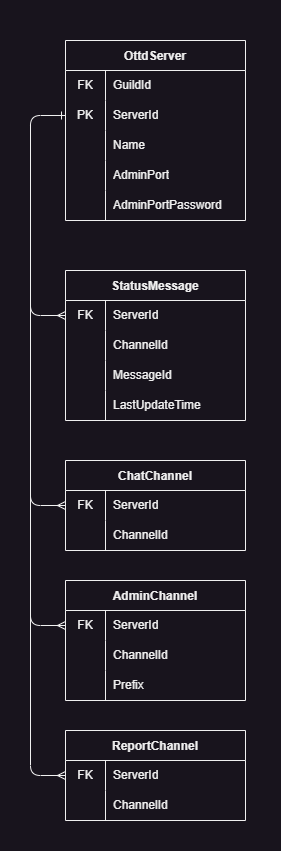 OttdServer
FK GuildId
PK ServerId
Name
AdminPort
AdminPortPassword
StatusMessage
FK ServerId
ChannelId
MessageId
LastUpdateTime
ChatChannel
FK ServerId
ChannelId
AdminChannel
FK ServerId
ChannelId
Prefix
ReportChannel
FK ServerId
ChannelId